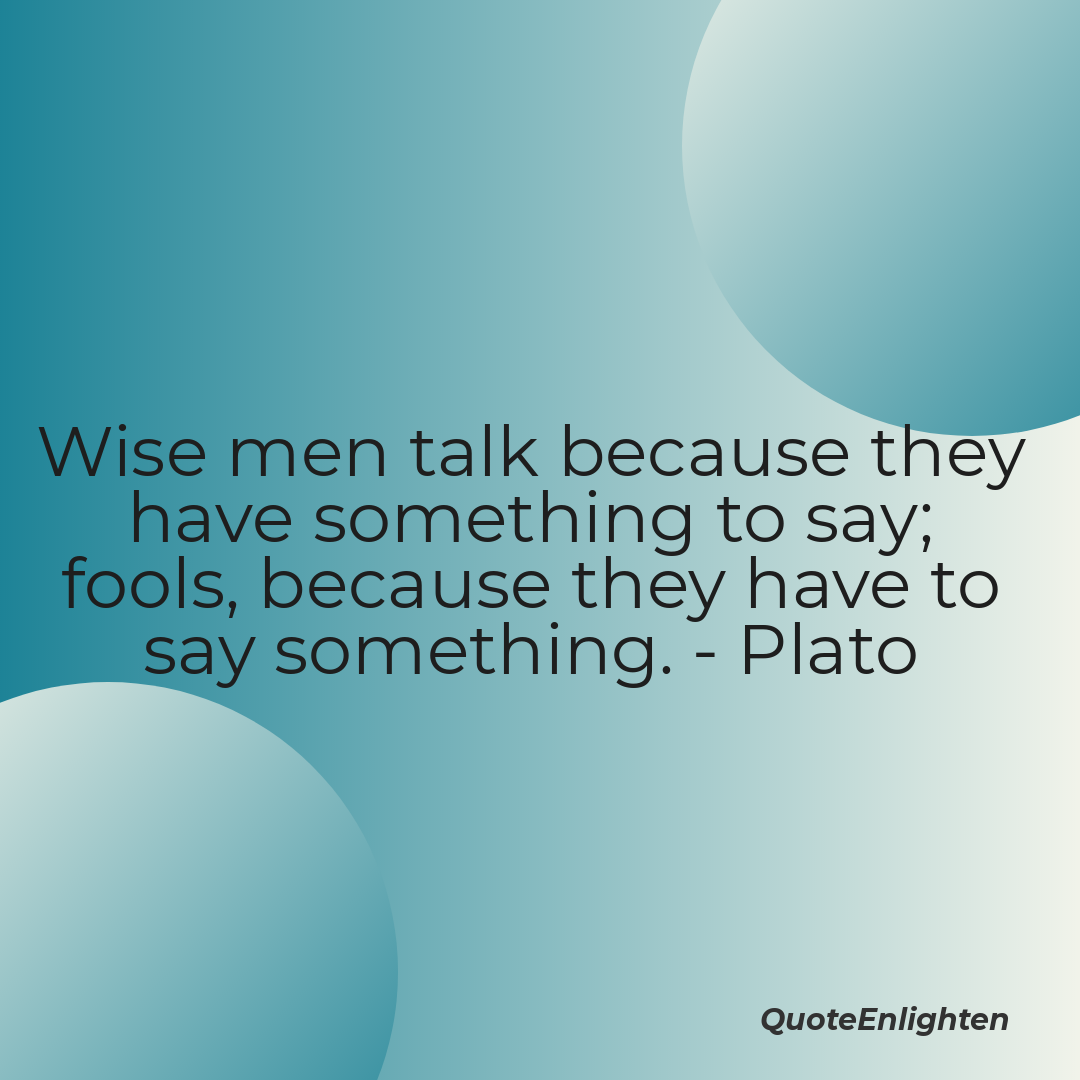 Wise men talk because they
have something to say;
fools, because they have to
say something. - Plato
QuoteEnlighten